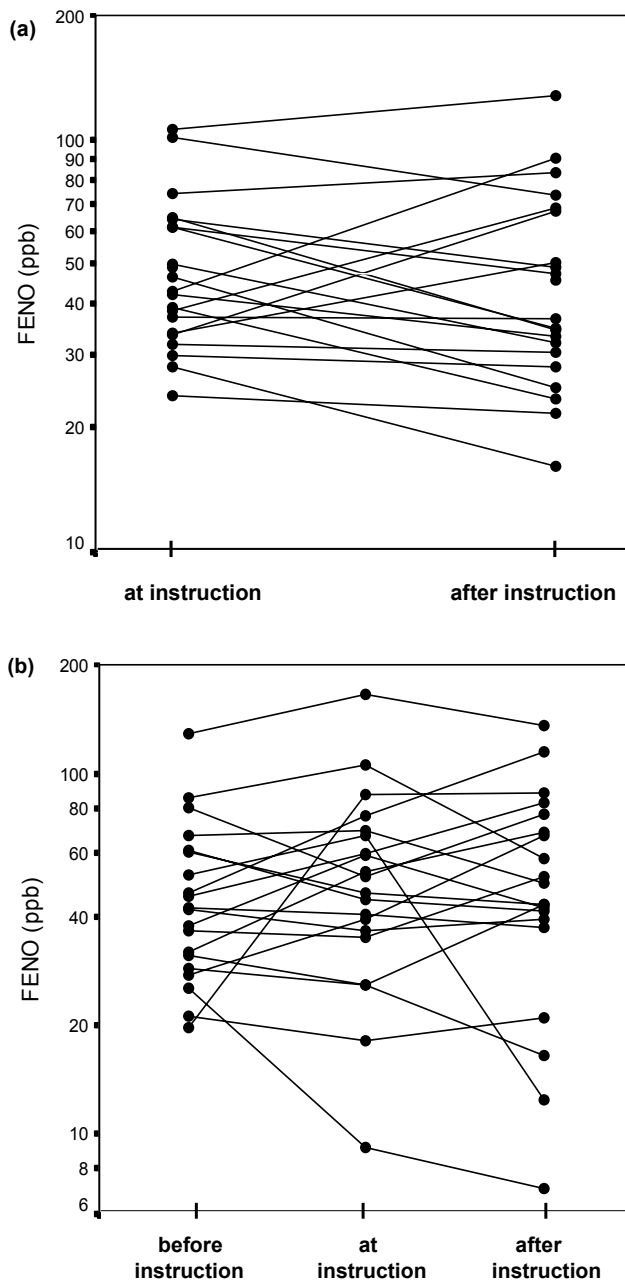 (a)
200
100
90
80
70
60
50
40
30
20
10
FENO (ppb)
at instruction
after instruction
(b)
200
100
80
60
40
20
10
8
6
FENO (ppb)
before
instruction
at
instruction
after
instruction